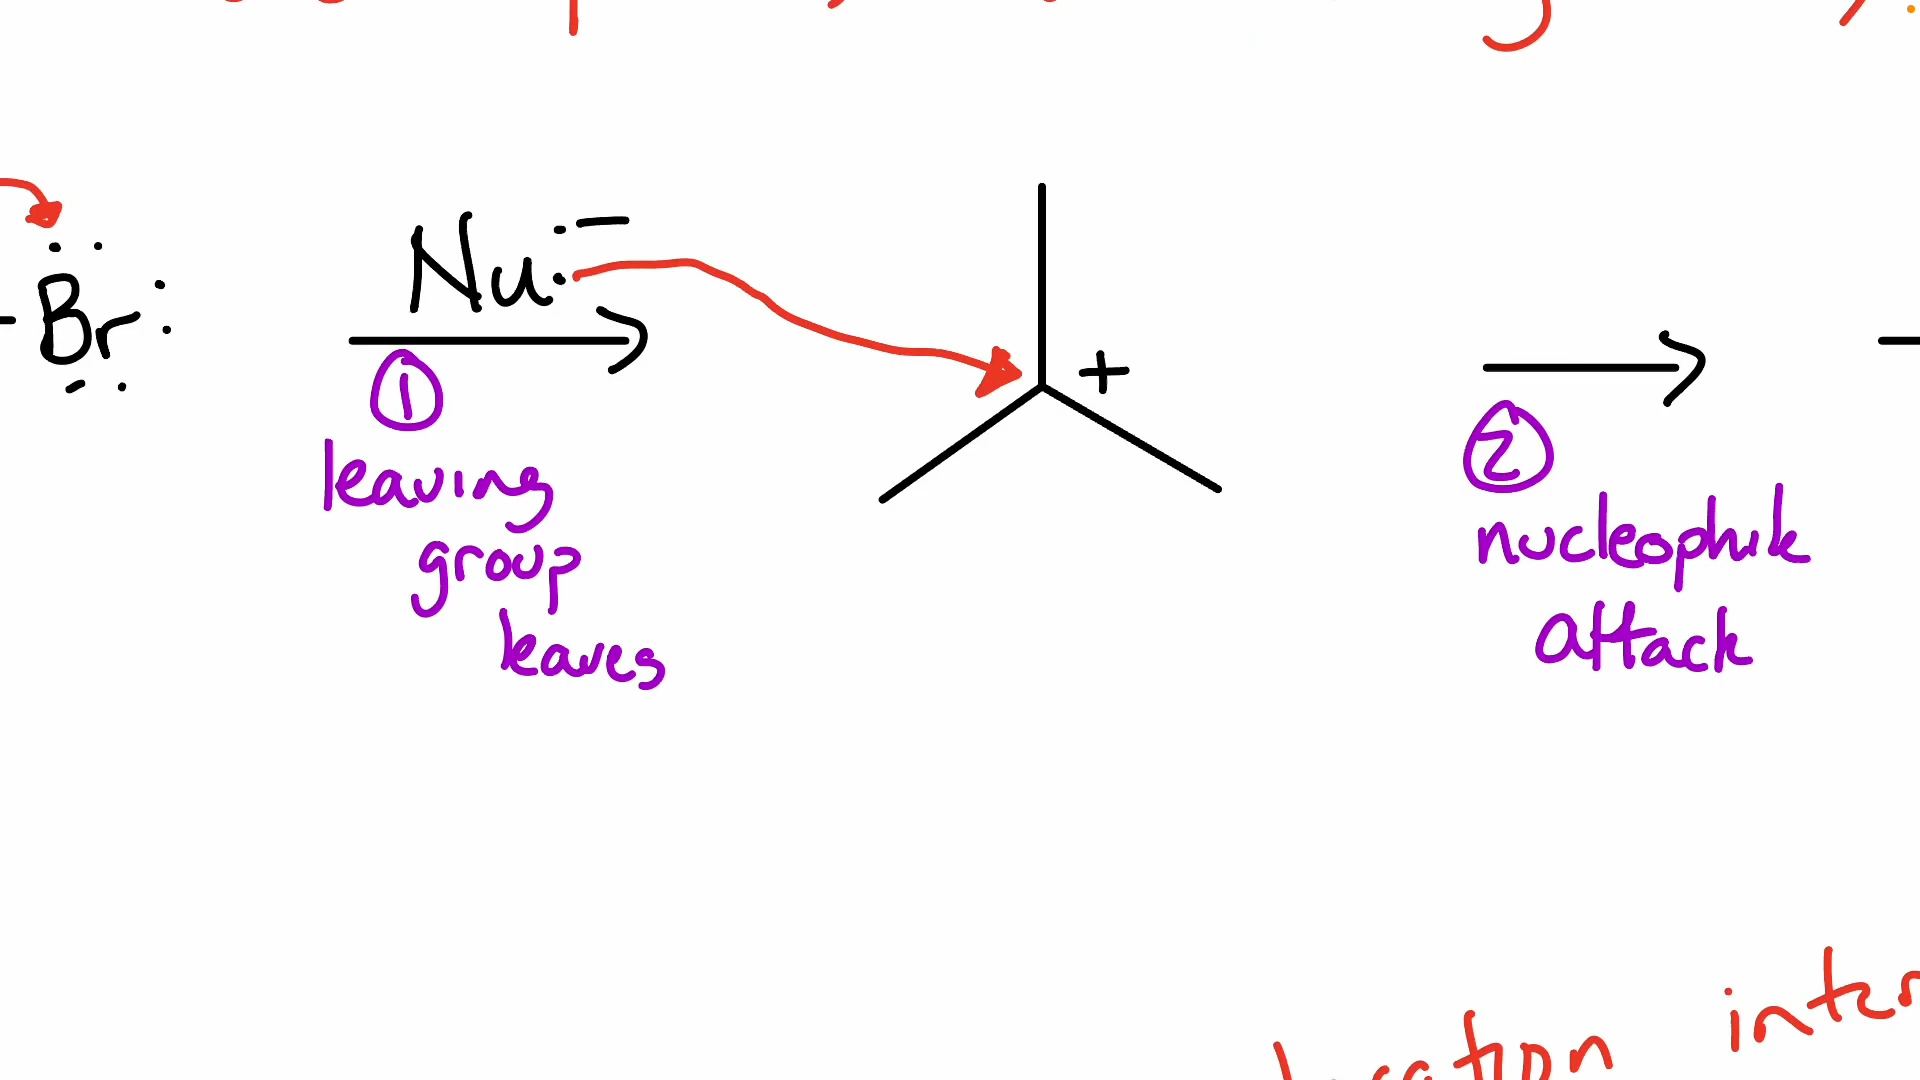 Br
Nu:⁻
+
①
leaving
group
leaves
②
nucleophile
attack
inter